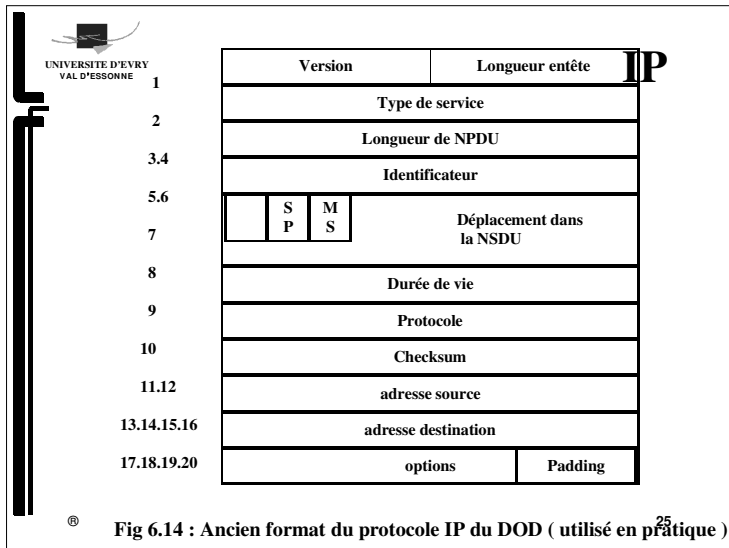 UNIVERSITE D'EVRY
VAL D'ESSONNE
IP
Version Longueur entête
1
Type de service
2
Longueur de NPDU
3.4
Identificateur
5.6
S P M S Déplacement dans
la NSDU
7
8
Durée de vie
9
Protocole
10
Checksum
11.12
adresse source
13.14.15.16
adresse destination
17.18.19.20
options Padding
® 25
Fig 6.14 : Ancien format du protocole IP du DOD ( utilisé en pratique )